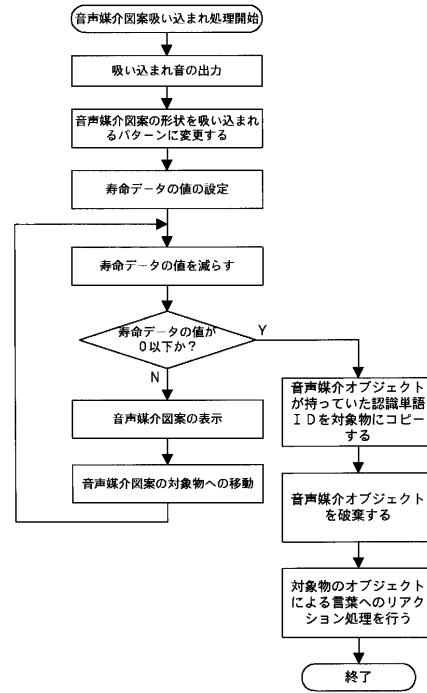 音声媒介図案吸い込まれ処理開始
吸い込まれ音の出力
音声媒介図案の形状を吸い込まれ
るパターンに変更する
寿命データの値の設定
寿命データの値を減らす
寿命データの値が
0以下か?
Y
N
音声媒介図案の表示
音声媒介図案の対象物への移動
音声媒介オブジェクト
が持っていた認識単語
IDを対象物にコピー
する
音声媒介オブジェクト
を破棄する
対象物のオブジェクト
による言葉へのリアク
ション処理を行う
終了